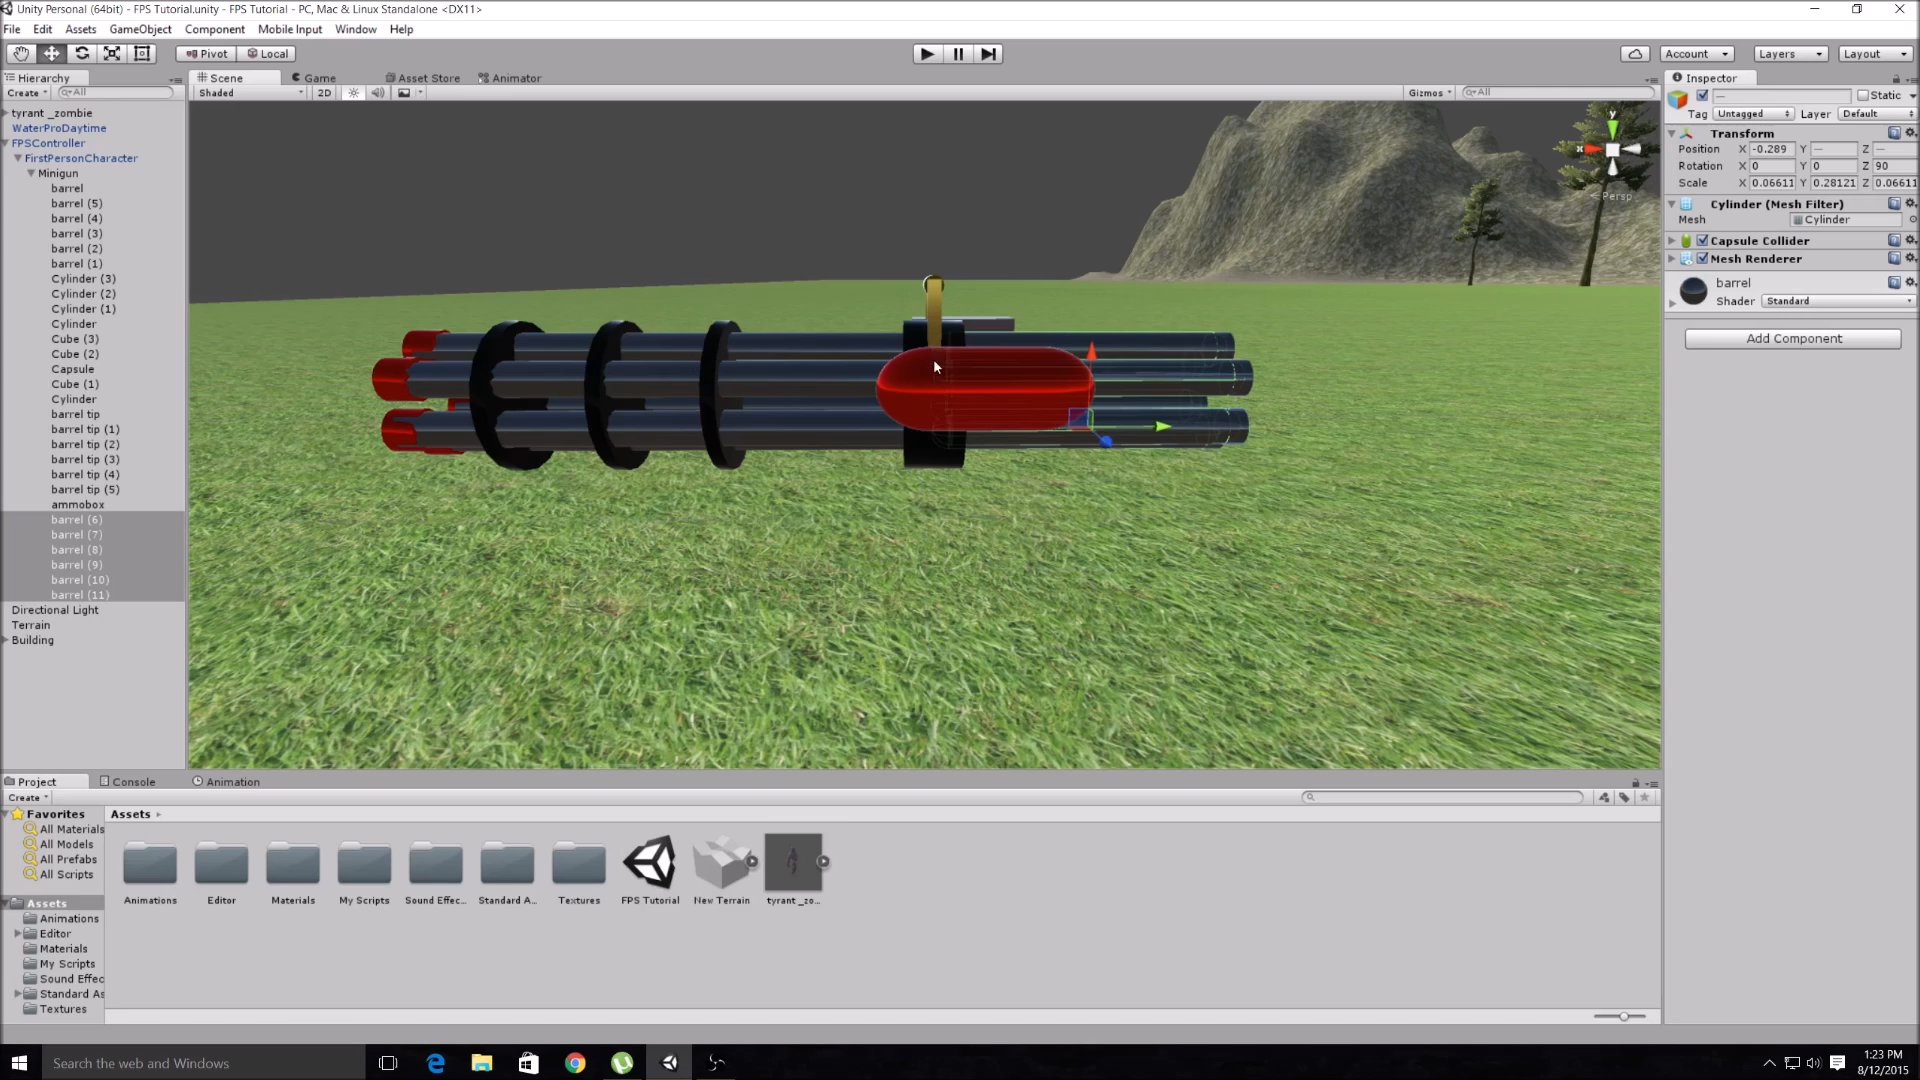 Unity Personal (64bit) - FPS Tutorial.unity - FPS Tutorial - PC, Mac & Linux Standalone <DX11>
File Edit Assets GameObject Component Mobile Input Window Help
Pivot Local Account Layers Layout
Hierarchy Scene Game Asset Store Animator Inspector
Create All Shaded 2D Gizmos All Static
Tag Untagged Layer Default
tyrant _zombie
WaterProDaytime
FPSController
FirstPersonCharacter
Minigun
barrel
barrel (5)
barrel (4)
barrel (3)
barrel (2)
barrel (1)
Cylinder (3)
Cylinder (2)
Cylinder (1)
Cylinder
Cube (3)
Cube (2)
Capsule
Cube (1)
Cylinder
barrel tip
barrel tip (1)
barrel tip (2)
barrel tip (3)
barrel tip (4)
barrel tip (5)
ammobox
barrel (6)
barrel (7)
barrel (8)
barrel (9)
barrel (10)
barrel (11)
Directional Light
Terrain
Building
y
x
Persp
Transform
Position X -0.289 Y — Z —
Rotation X 0 Y 0 Z 90
Scale X 0.06611 Y 0.28121 Z 0.06611
Cylinder (Mesh Filter)
Mesh Cylinder
Capsule Collider
Mesh Renderer
barrel
Shader Standard
Add Component
Project Console Animation
Create
Favorites
All Materials
All Models
All Prefabs
All Scripts
Assets
Animations
Editor
Materials
My Scripts
Sound Effec
Standard As
Textures
Assets
Animations Editor Materials My Scripts Sound Effec... Standard A... Textures FPS Tutorial New Terrain tyrant _zo...
Search the web and Windows
1:23 PM
8/12/2015